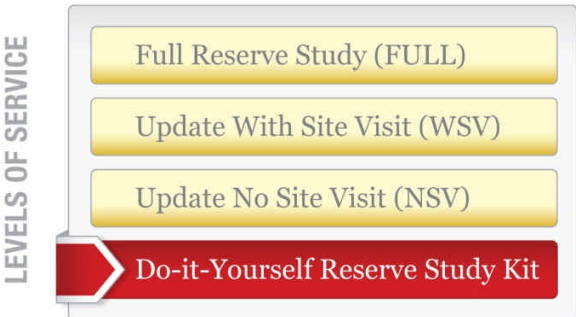 LEVELS OF SERVICE
Full Reserve Study (FULL)
Update With Site Visit (WSV)
Update No Site Visit (NSV)
Do-it-Yourself Reserve Study Kit